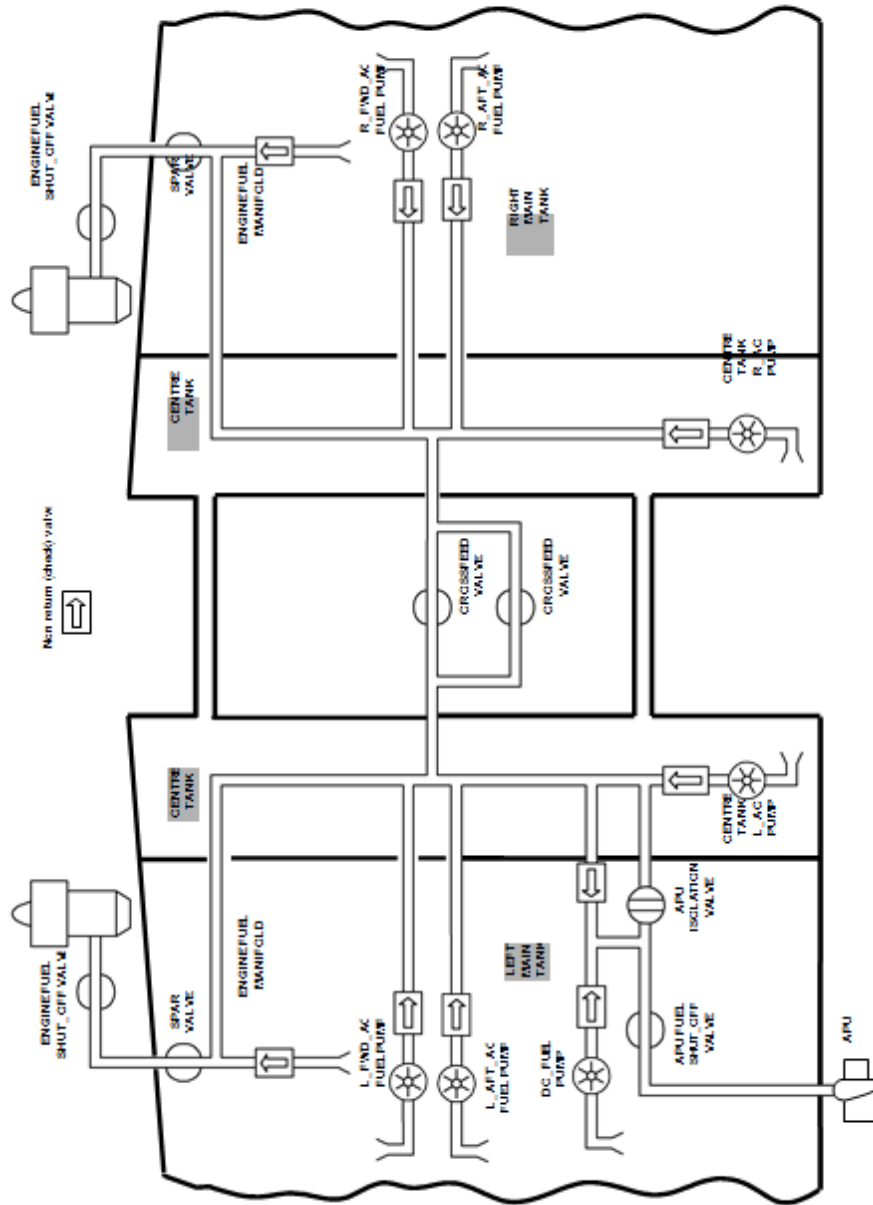 ENGINE FUEL
SHUT_OFF VALVE
SPAR
VALVE
ENGINE FUEL
MANIFOLD
R_FWD_AC
FUEL PUMP
R_AFT_AC
FUEL PUMP
RIGHT
MAIN
TANK
CENTRE
TANK
R_AC
PUMP
CENTRE
TANK
Non return (check) valve
CROSSFEED
VALVE
CROSSFEED
VALVE
CENTRE
TANK
CENTRE
TANK
L_AC
PUMP
ENGINE FUEL
SHUT_OFF VALVE
SPAR
VALVE
ENGINE FUEL
MANIFOLD
L_FWD_AC
FUEL PUMP
L_AFT_AC
FUEL PUMP
LEFT
MAIN
TANK
DC_FUEL
PUMP
APU
ISOLATION
VALVE
APU FUEL
SHUT_OFF
VALVE
APU